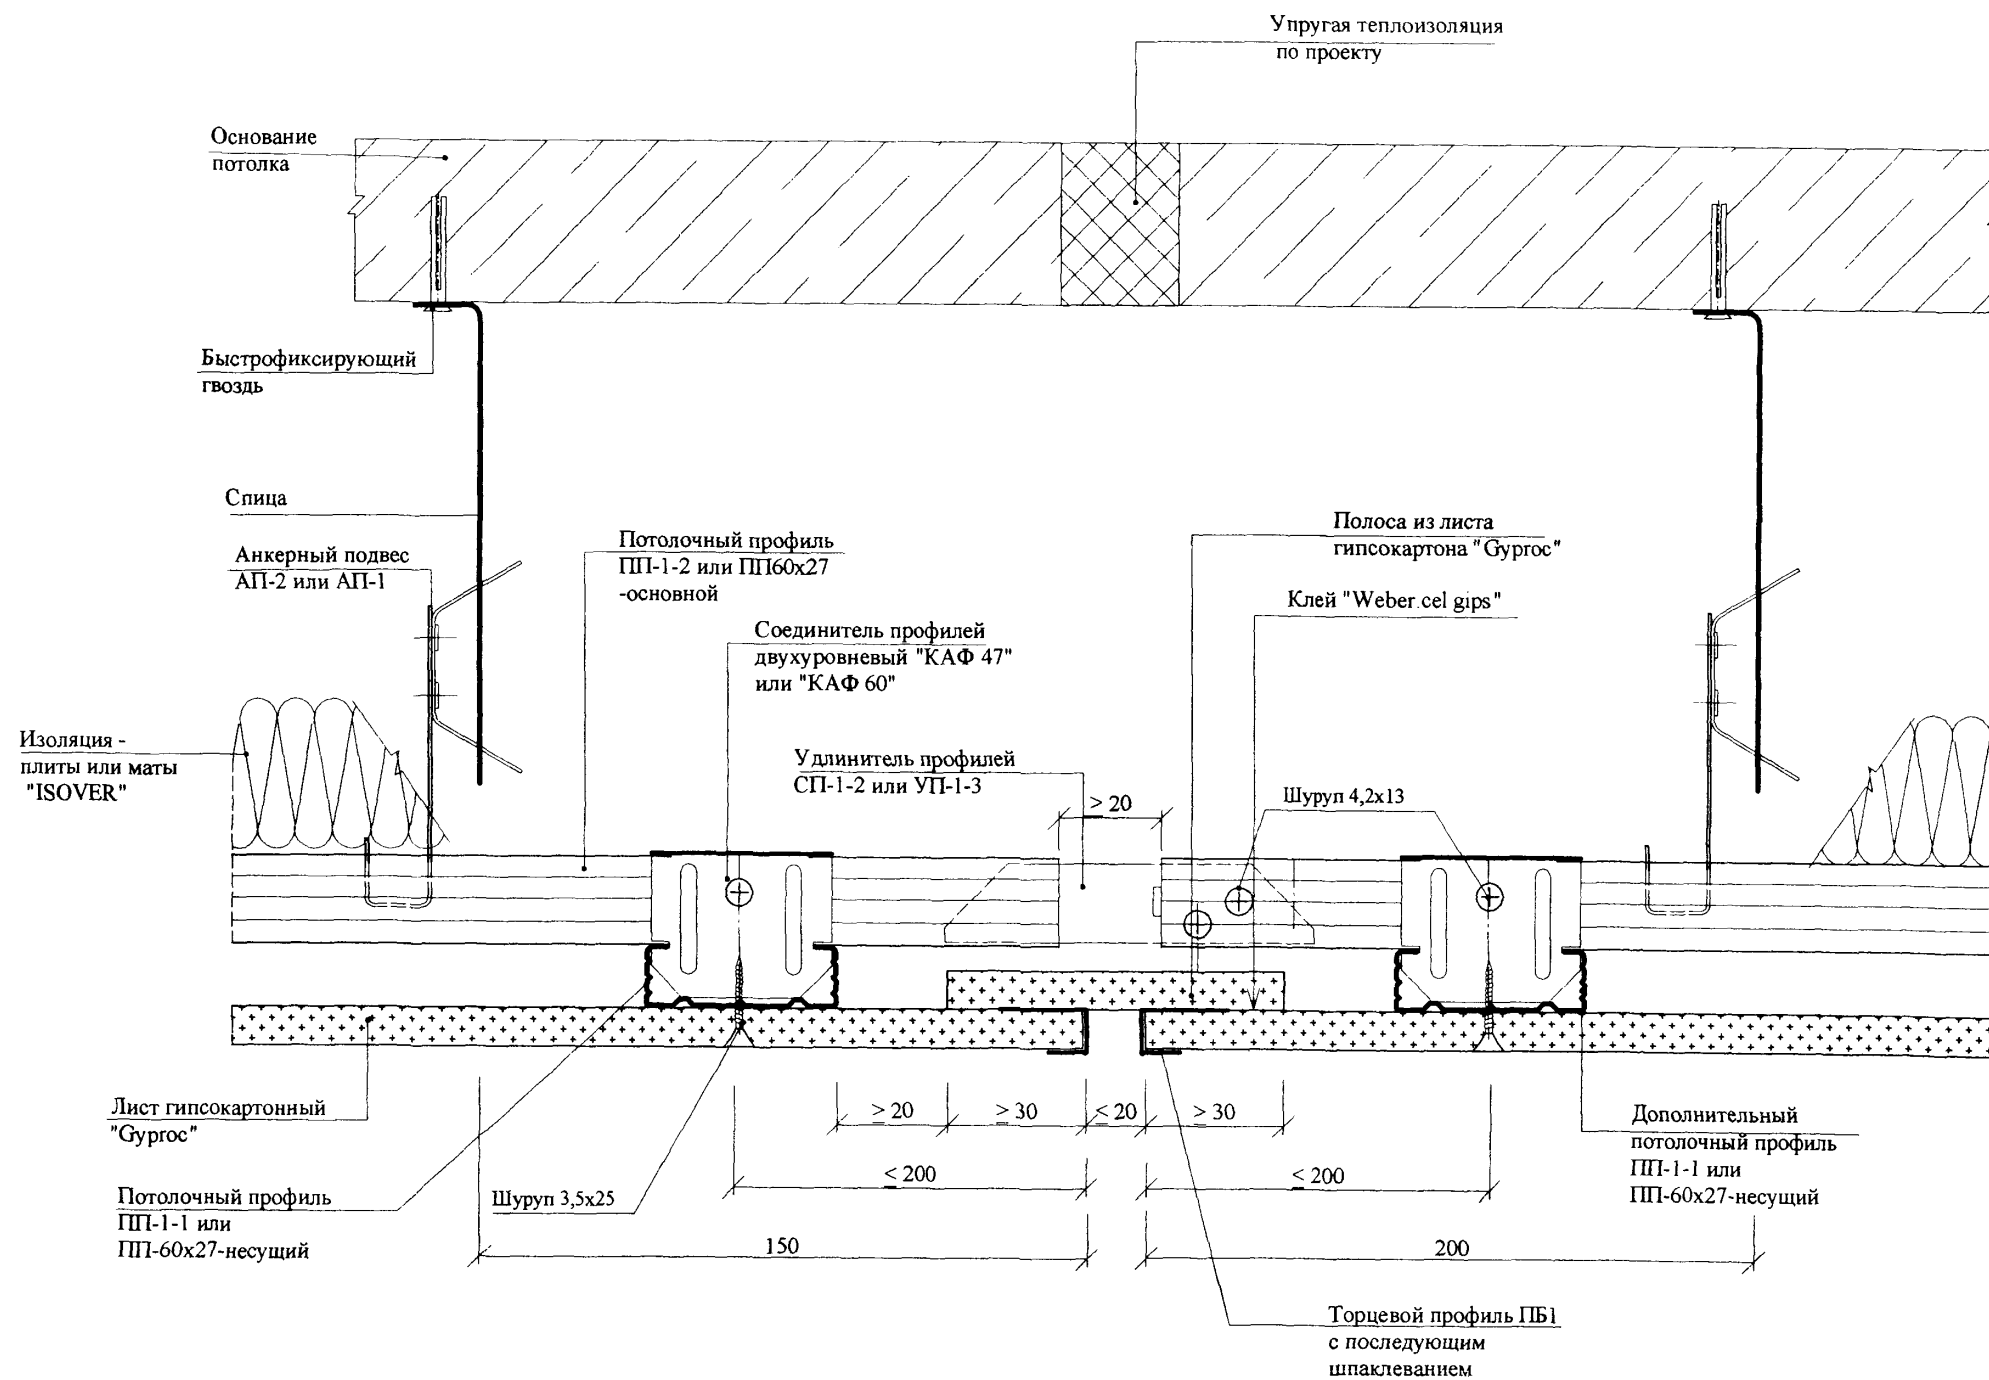 Упругая теплоизоляция
по проекту
Основание
потолка
Быстрофиксирующий
гвоздь
Спица
Анкерный подвес
АП-2 или АП-1
Потолочный профиль
ПП-1-2 или ПП60х27
-основной
Полоса из листа
гипсокартона "Gyproc"
Клей "Weber.cel gips"
Соединитель профилей
двухуровневый "КАФ 47"
или "КАФ 60"
Изоляция -
плиты или маты
"ISOVER"
Удлинитель профилей
СП-1-2 или УП-1-3
≥ 20
Шуруп 4,2х13
Лист гипсокартонный
"Gyproc"
≥ 20
≥ 30
≤ 20
≥ 30
Дополнительный
потолочный профиль
ПП-1-1 или
ПП-60х27-несущий
Потолочный профиль
ПП-1-1 или
ПП-60х27-несущий
Шуруп 3,5х25
≤ 200
≤ 200
150
200
Торцевой профиль ПБ1
с последующим
шпаклеванием